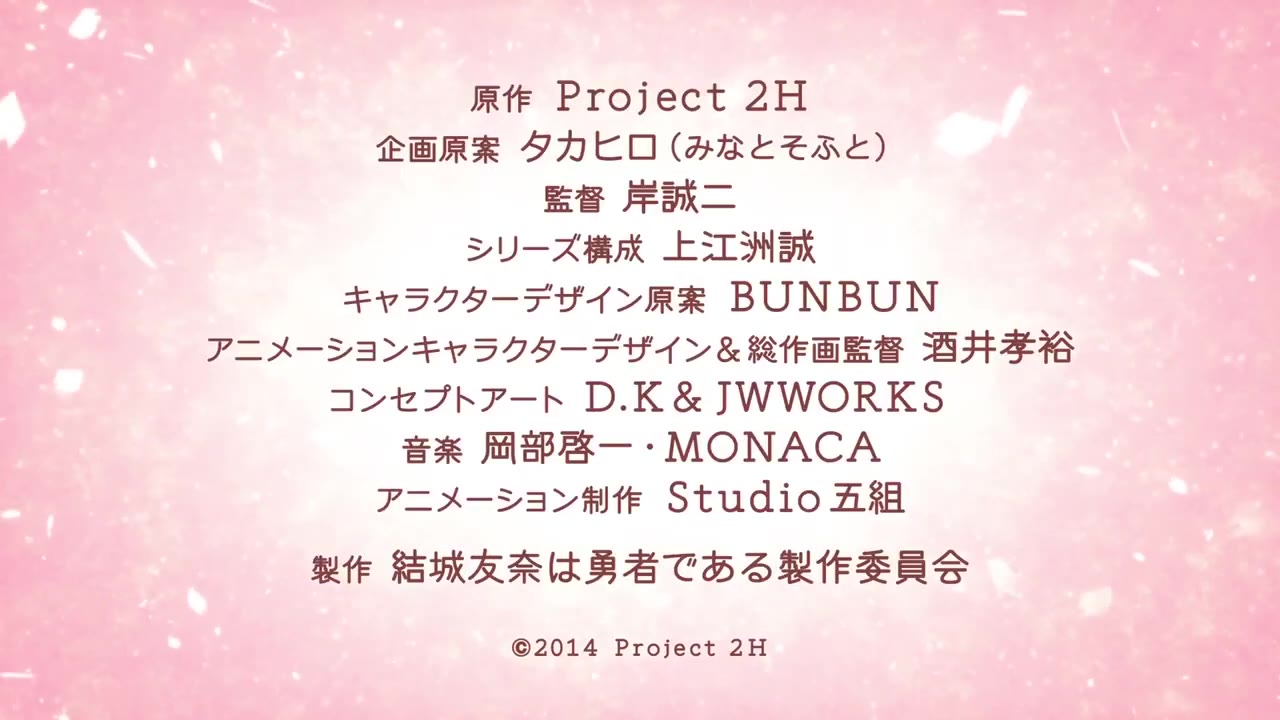 原作 Project 2H
企画原案 タカヒロ（みなとそふと）
監督 岸誠二
シリーズ構成 上江洲誠
キャラクターデザイン原案 BUNBUN
アニメーションキャラクターデザイン＆総作画監督 酒井孝裕
コンセプトアート D.K & JWWORKS
音楽 岡部啓一・MONACA
アニメーション制作 Studio 五組
製作 結城友奈は勇者である製作委員会
©2014 Project 2H